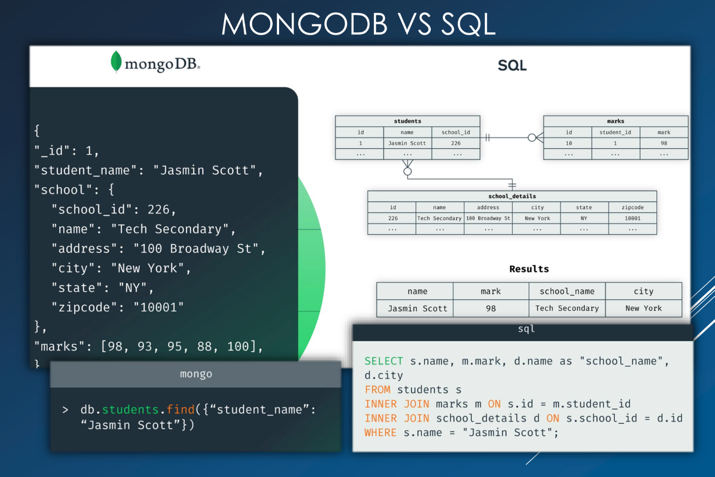 MONGODB VS SQL
mongoDB®
{
"_id": 1,
"student_name": "Jasmin Scott",
"school": {
"school_id": 226,
"name": "Tech Secondary",
"address": "100 Broadway St",
"city": "New York",
"state": "NY",
"zipcode": "10001"
},
"marks": [98, 93, 95, 88, 100],
}
mongo
> db.students.find({“student_name”:
“Jasmin Scott”})
SQL
students
id name school_id
1 Jasmin Scott 226
... ... ...
marks
id student_id mark
18 1 98
... ... ...
school_details
id name address city state zipcode
226 Tech Secondary 100 Broadway St New York NY 10001
... ... ... ... ... ...
Results
name mark school_name city
Jasmin Scott 98 Tech Secondary New York
sql
SELECT s.name, m.mark, d.name as "school_name",
d.city
FROM students s
INNER JOIN marks m ON s.id = m.student_id
INNER JOIN school_details d ON s.school_id = d.id
WHERE s.name = "Jasmin Scott";